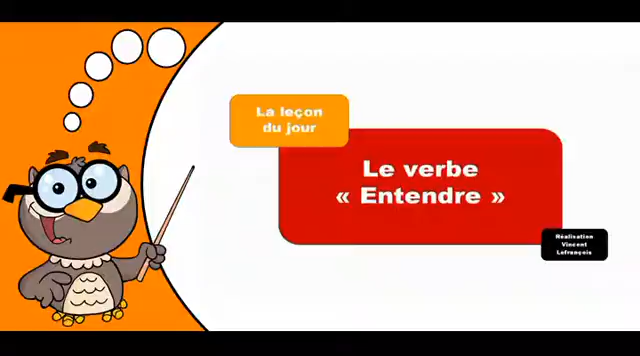 La leçon
du jour
Le verbe
« Entendre »
Réalisation
Vincent
Lefrançois